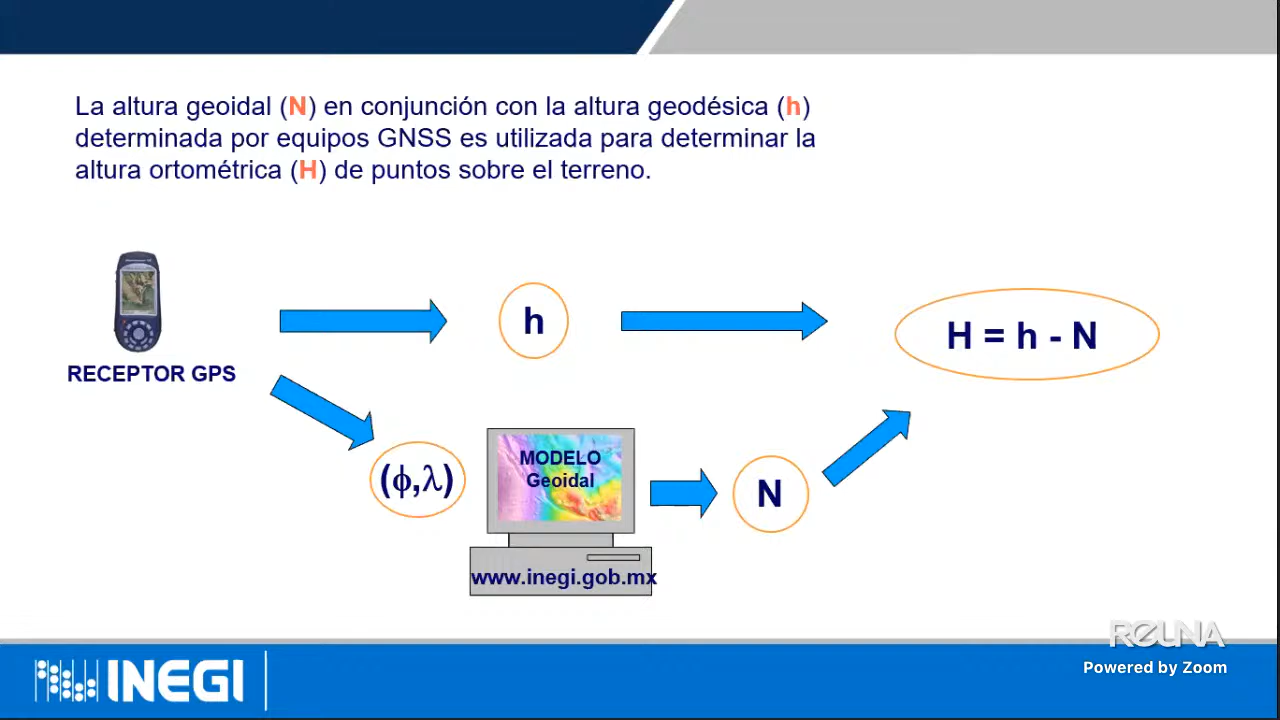 La altura geoidal (N) en conjunción con la altura geodésica (h)
determinada por equipos GNSS es utilizada para determinar la
altura ortométrica (H) de puntos sobre el terreno.
RECEPTOR GPS
h
H = h - N
(ϕ,λ)
MODELO
Geoidal
N
www.inegi.gob.mx
INEGI
REUNA
Powered by Zoom